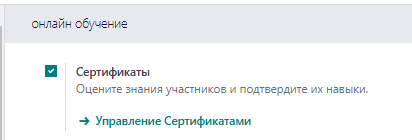 онлайн обучение
Сертификаты
Оцените знания участников и подтвердите их навыки.
→ Управление Сертификатами